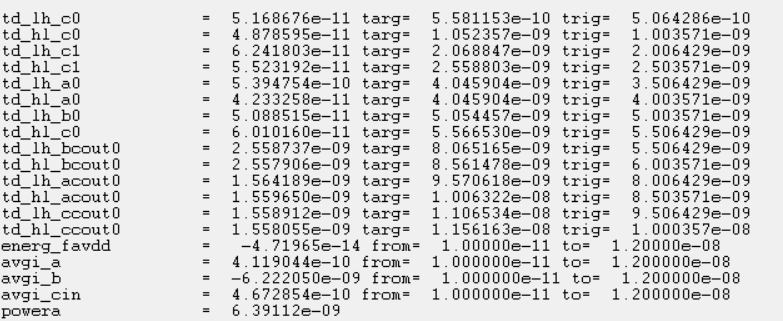 td_lh_c0 = 5.168676e-11 targ= 5.581153e-10 trig= 5.064286e-10
td_hl_c0 = 4.878595e-11 targ= 1.052357e-09 trig= 1.003571e-09
td_lh_c1 = 6.241803e-11 targ= 2.068847e-09 trig= 2.006429e-09
td_hl_c1 = 5.523192e-11 targ= 2.558803e-09 trig= 2.503571e-09
td_lh_a0 = 5.394754e-10 targ= 4.045904e-09 trig= 3.506429e-09
td_hl_a0 = 4.233258e-11 targ= 4.045904e-09 trig= 4.003571e-09
td_lh_b0 = 5.088515e-11 targ= 5.054457e-09 trig= 5.003571e-09
td_hl_c0 = 6.010160e-11 targ= 5.566530e-09 trig= 5.506429e-09
td_lh_bcout0 = 2.558737e-09 targ= 8.065165e-09 trig= 5.506429e-09
td_hl_bcout0 = 2.557906e-09 targ= 8.561478e-09 trig= 6.003571e-09
td_lh_acout0 = 1.564189e-09 targ= 9.570618e-09 trig= 8.006429e-09
td_hl_acout0 = 1.559650e-09 targ= 1.006322e-08 trig= 8.503571e-09
td_lh_ccout0 = 1.558912e-09 targ= 1.106534e-08 trig= 9.506429e-09
td_hl_ccout0 = 1.558055e-09 targ= 1.156163e-08 trig= 1.000357e-08
energ_favdd = -4.71965e-14 from= 1.000000e-11 to= 1.20000e-08
avgi_a = 4.119044e-10 from= 1.000000e-11 to= 1.200000e-08
avgi_b = -6.222050e-09 from= 1.000000e-11 to= 1.200000e-08
avgi_cin = 4.672854e-10 from= 1.000000e-11 to= 1.200000e-08
powera = 6.39112e-09